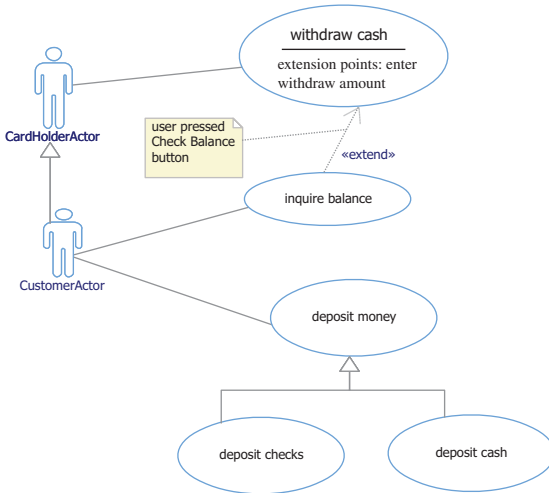 withdraw cash
extension points: enter
withdraw amount
CardHolderActor
user pressed
Check Balance
button
«extend»
inquire balance
CustomerActor
deposit money
deposit checks
deposit cash